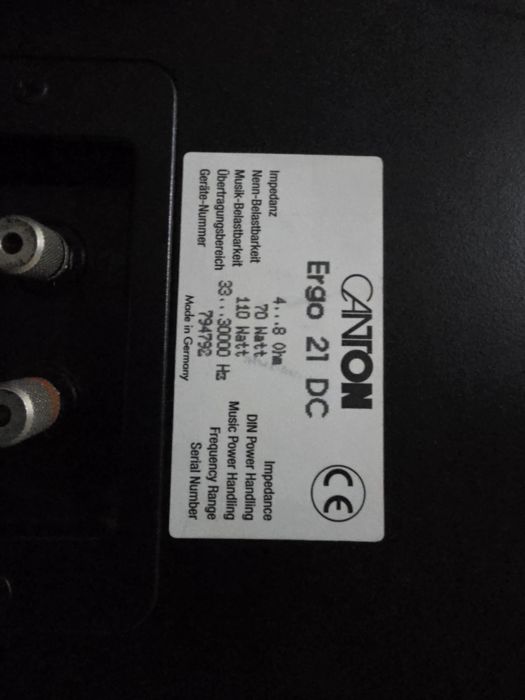 CANTON
Ergo 21 DC
CE
Impedanz 4...8 Ohm Impedance
Nenn-Belastbarkeit 70 Watt DIN Power Handling
Musik-Belastbarkeit 110 Watt Music Power Handling
Übertragungsbereich 33...30000 Hz Frequency Range
Geräte-Nummer 794792 Serial Number
Made in Germany